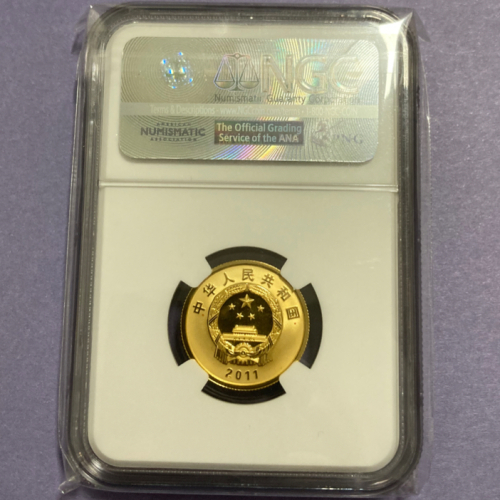 NGC
Numismatic Guaranty Corporation
AMERICAN
NUMISMATIC
ASSOCIATION
The Official Grading
Service of the ANA
PNG
中华人民共和国
2011